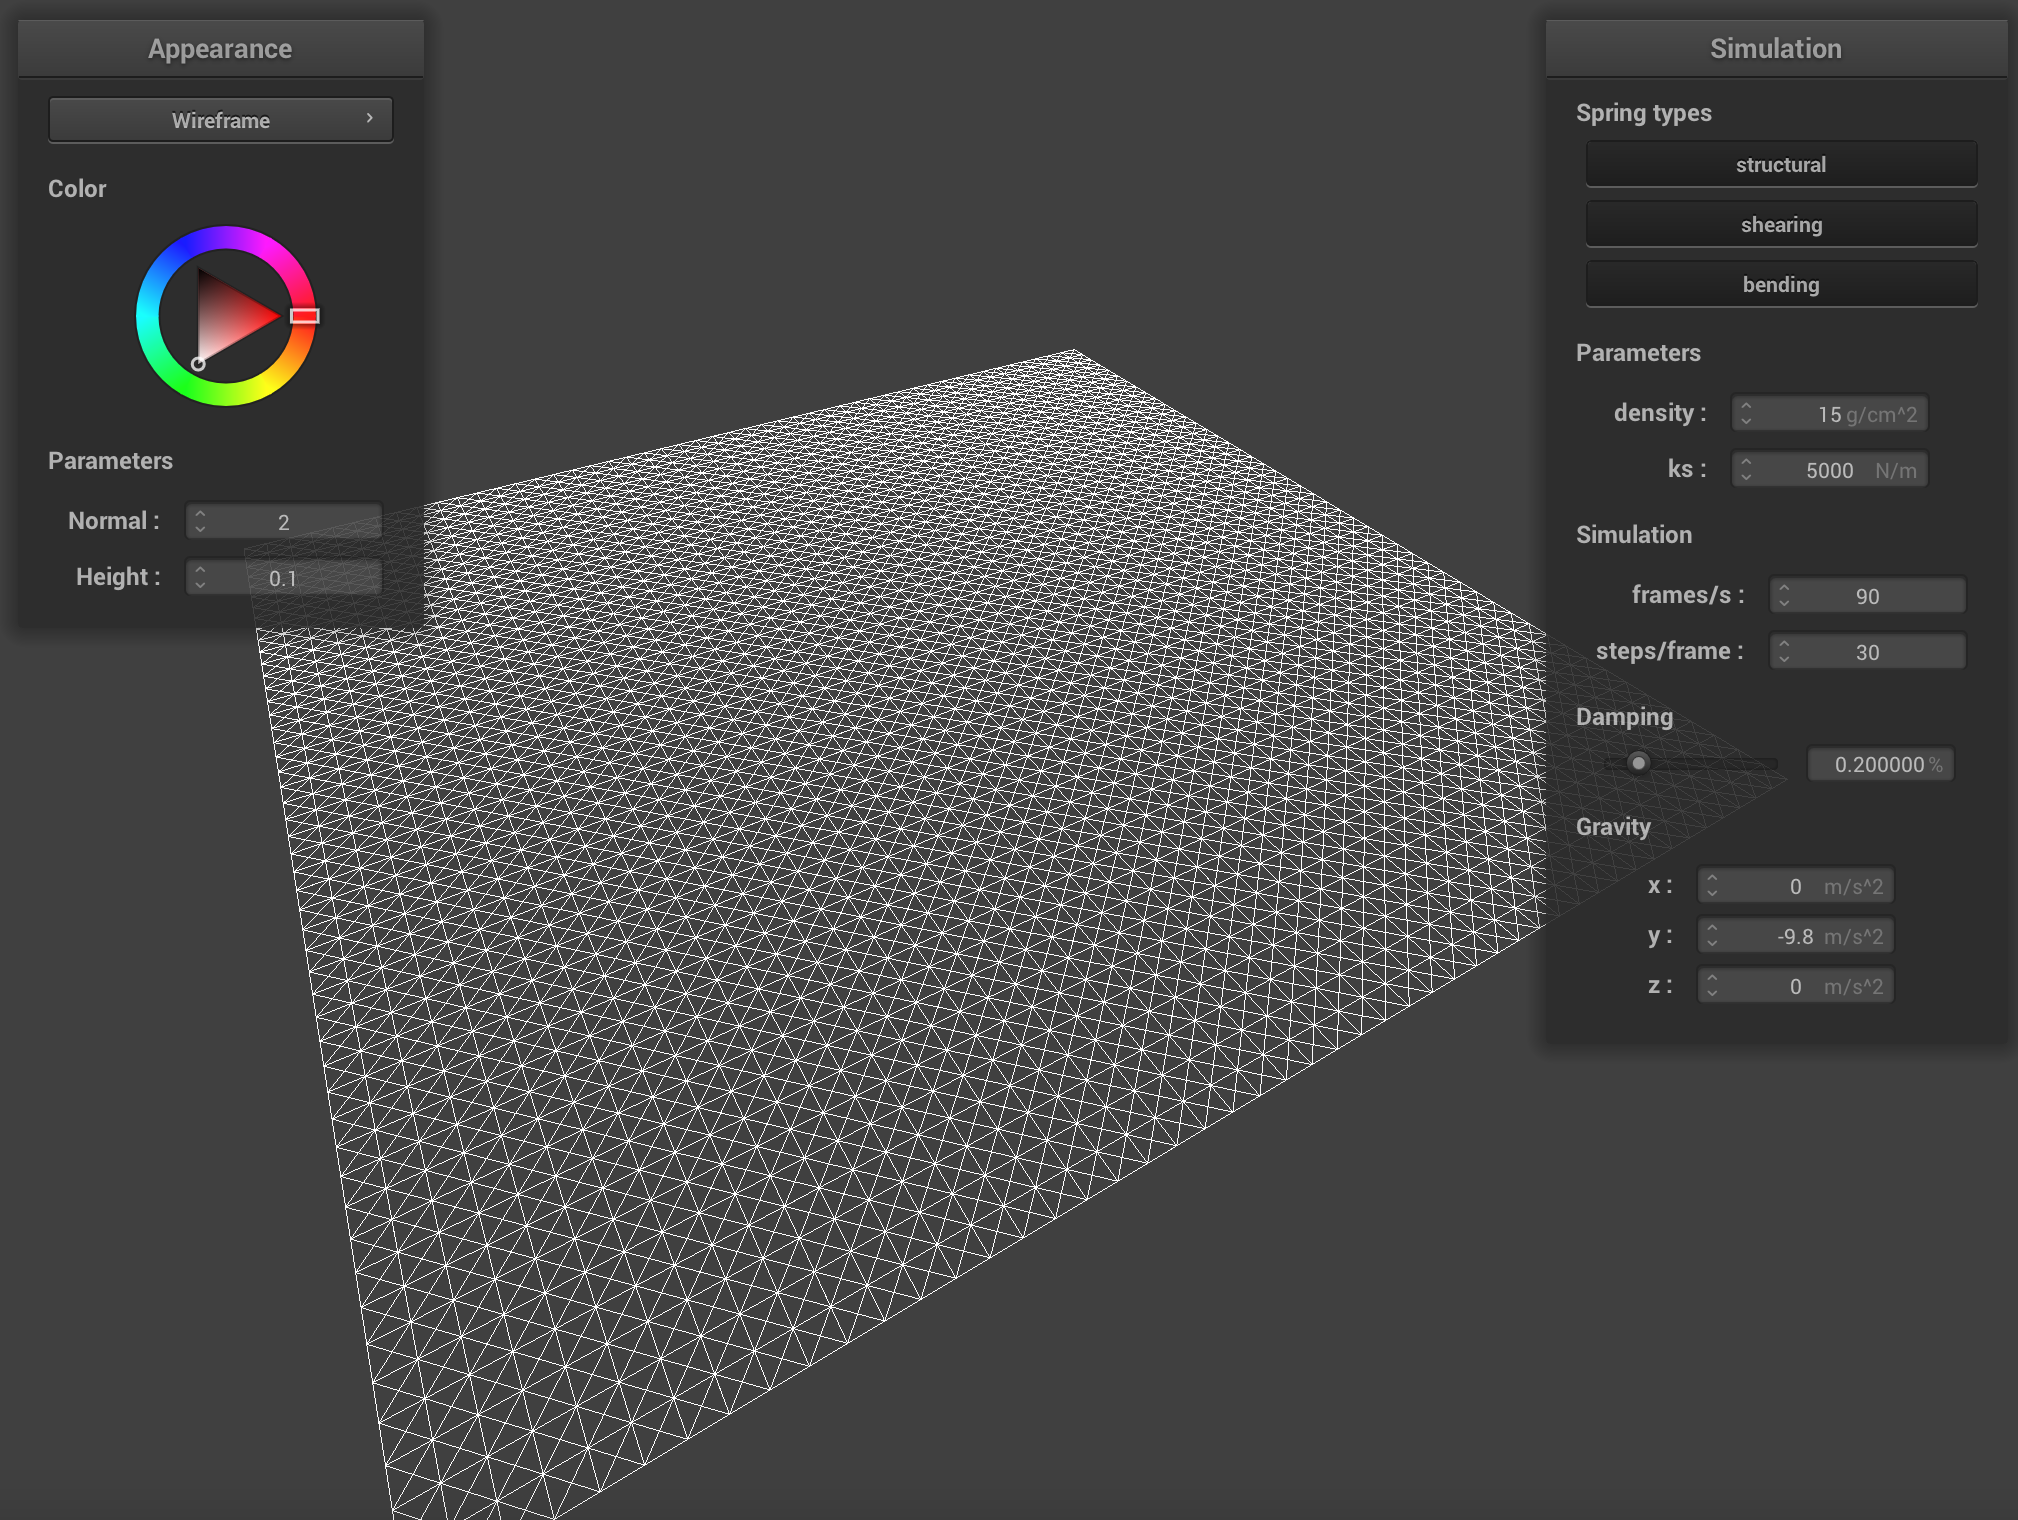 Appearance
Wireframe
Color
Parameters
Normal : 2
Height : 0.1
Simulation
Spring types
structural
shearing
bending
Parameters
density : 15 g/cm^2
ks : 5000 N/m
Simulation
frames/s : 90
steps/frame : 30
Damping
0.200000 %
Gravity
x : 0 m/s^2
y : -9.8 m/s^2
z : 0 m/s^2